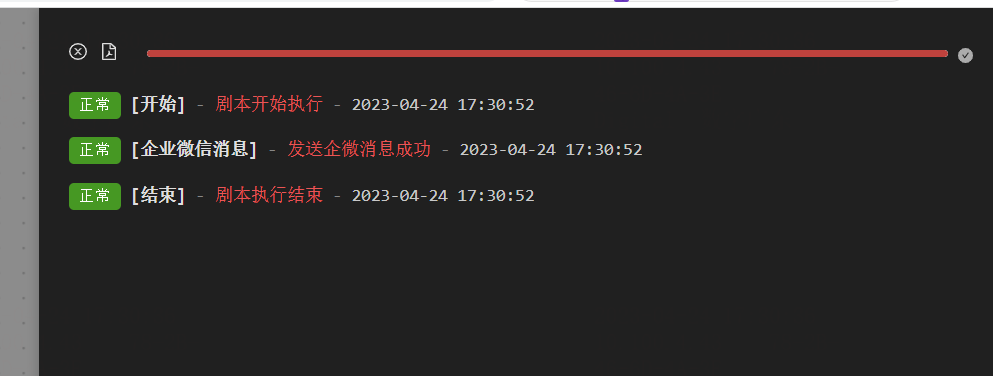 正常 [开始] - 剧本开始执行 - 2023-04-24 17:30:52
正常 [企业微信消息] - 发送企微消息成功 - 2023-04-24 17:30:52
正常 [结束] - 剧本执行结束 - 2023-04-24 17:30:52